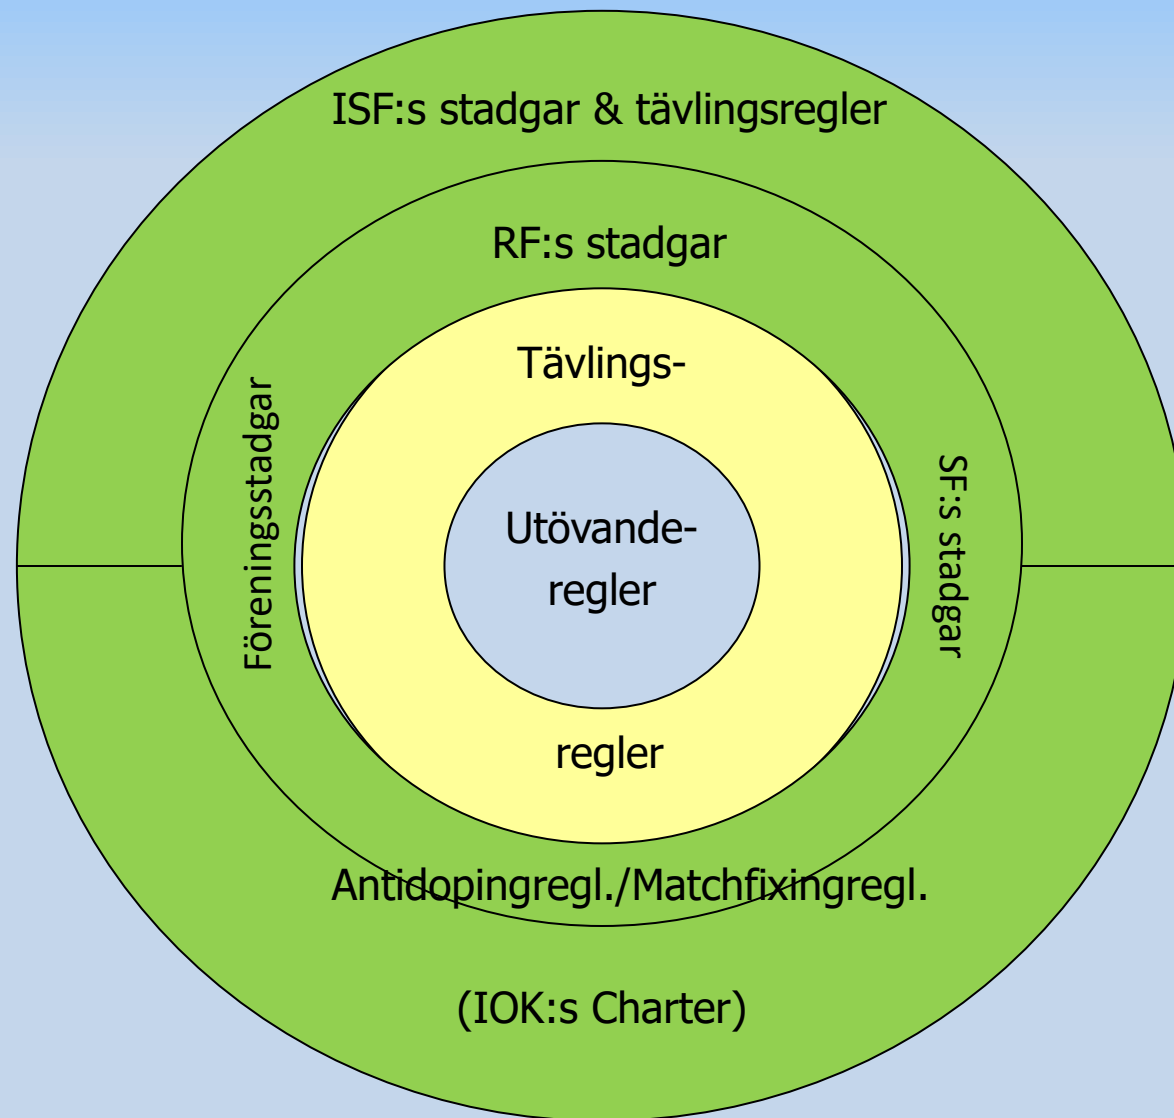 ISF:s stadgar & tävlingsregler
RF:s stadgar
Tävlings-
Föreningsstadgar
SF:s stadgar
Utövande-
regler
regler
Antidopingregl./Matchfixingregl.
(IOK:s Charter)